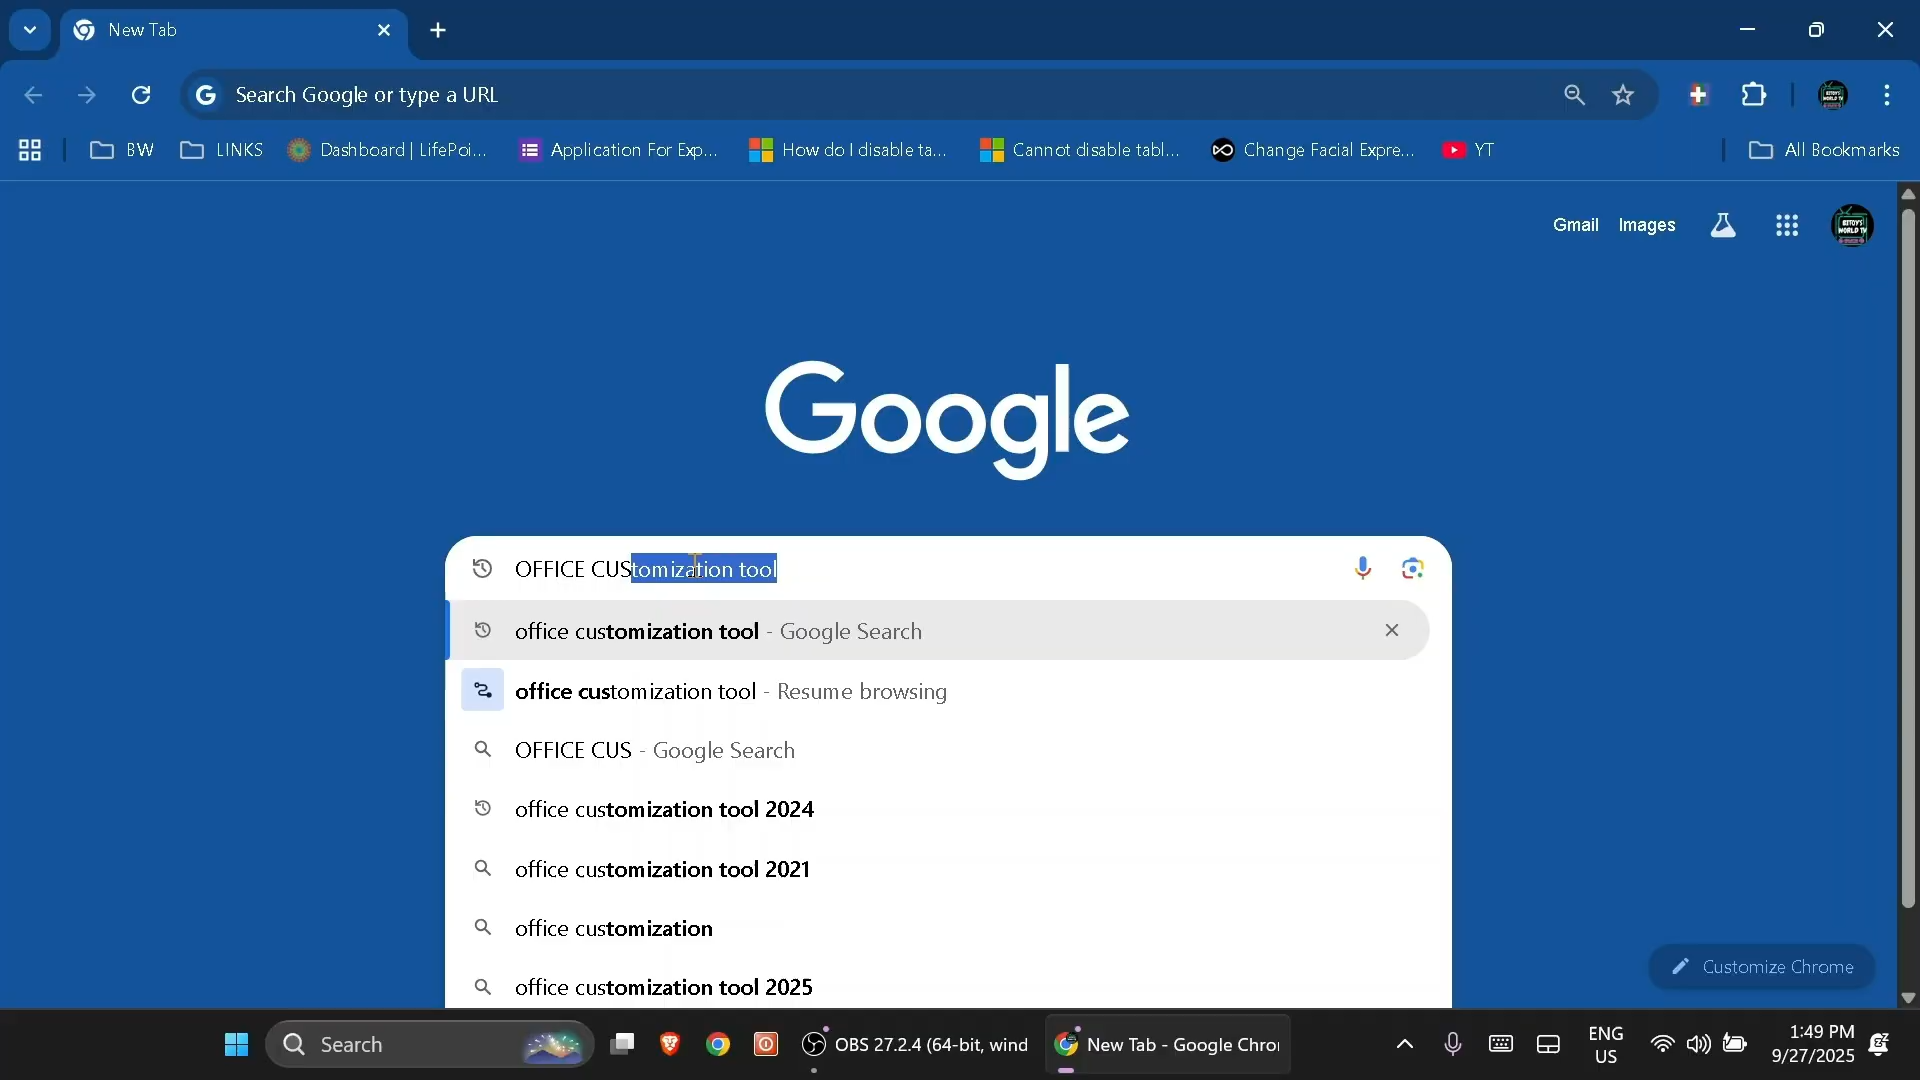 New Tab
Search Google or type a URL
BW
LINKS
Dashboard | LifePoi...
Application For Exp...
How do I disable ta...
Cannot disable tabl...
Change Facial Expre...
YT
All Bookmarks
Gmail
Images
Google
OFFICE CUStomization tool
office customization tool - Google Search
office customization tool - Resume browsing
OFFICE CUS - Google Search
office customization tool 2024
office customization tool 2021
office customization
office customization tool 2025
Customize Chrome
Search
OBS 27.2.4 (64-bit, wind
New Tab - Google Chro
ENG
US
1:49 PM
9/27/2025